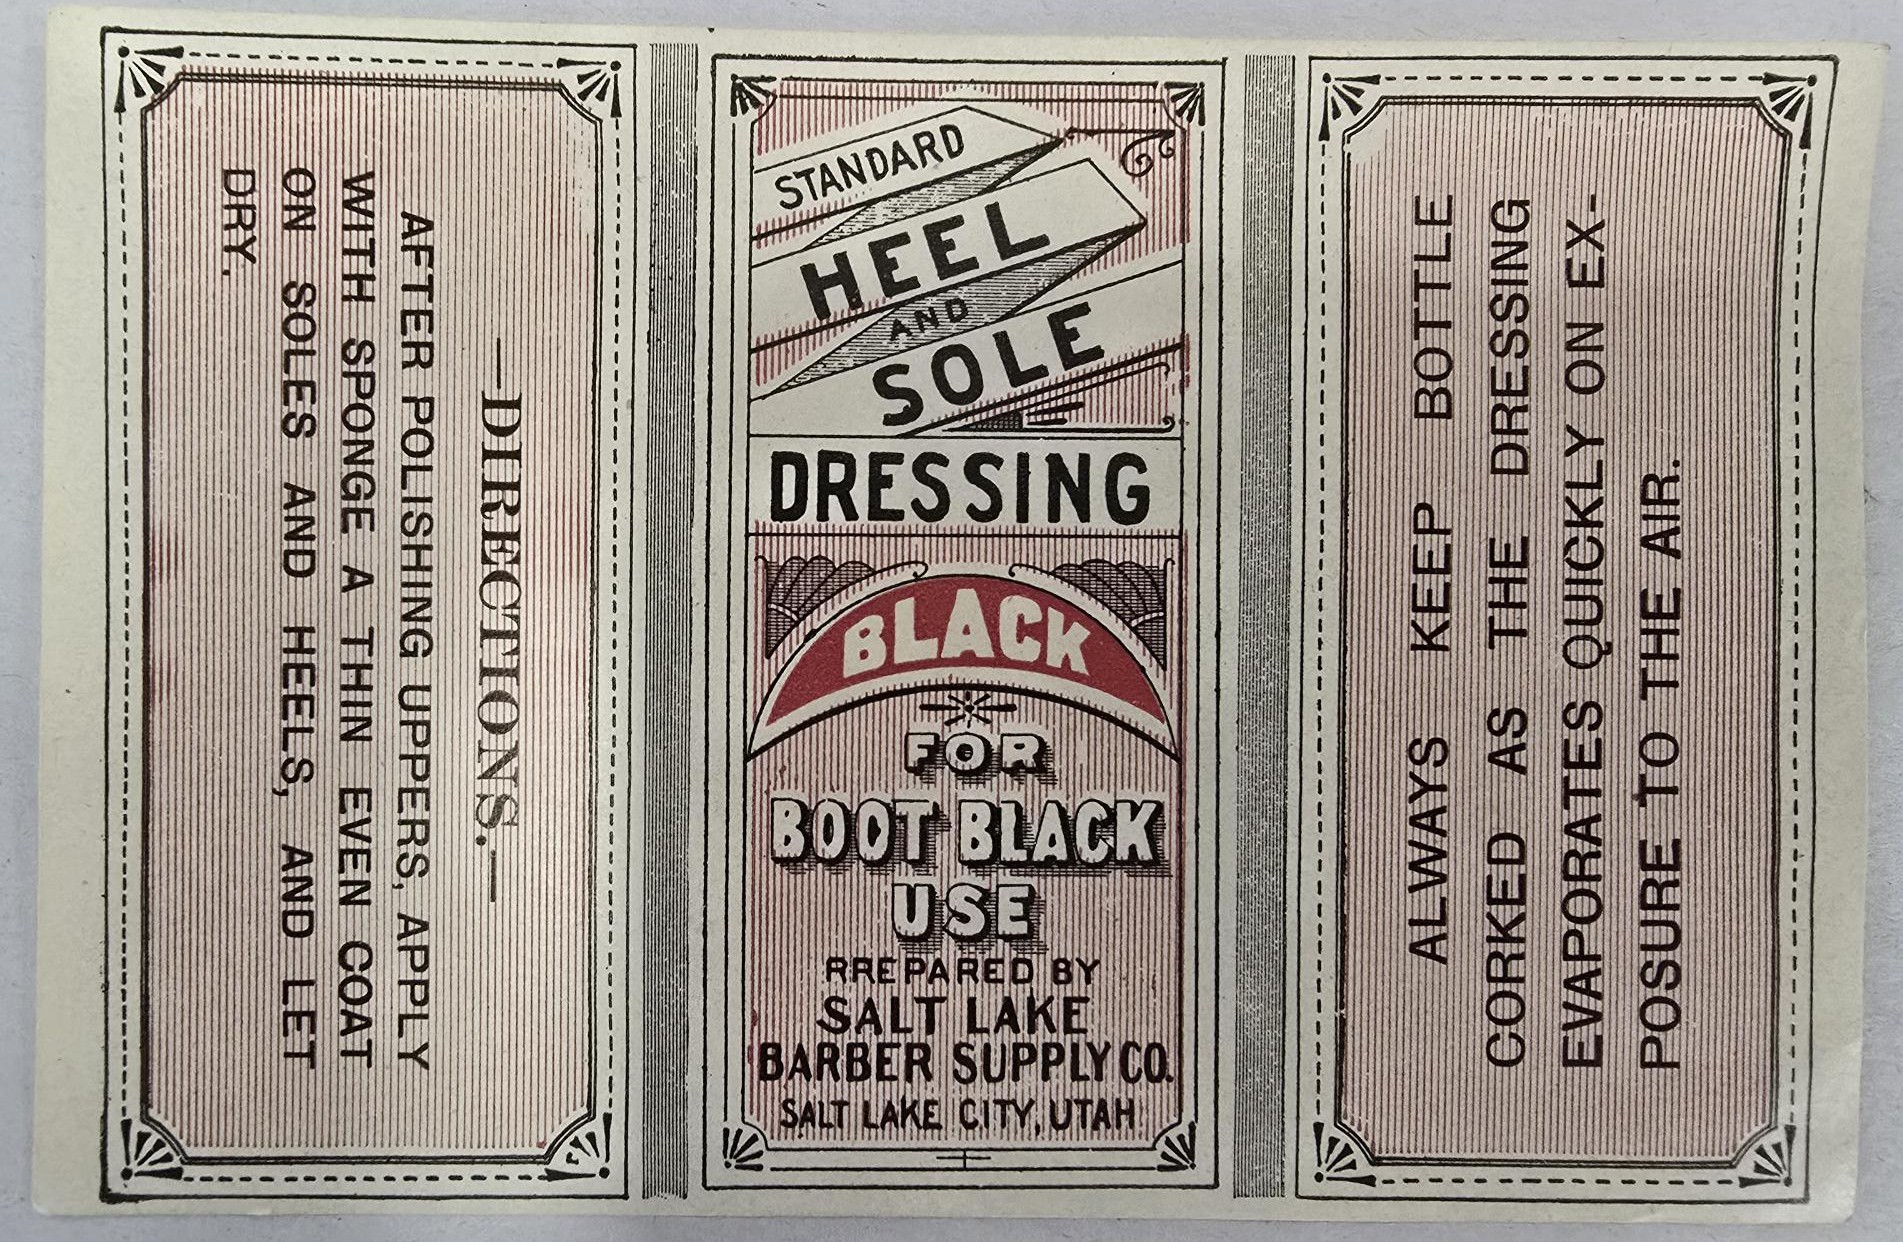 —DIRECTIONS.—
AFTER POLISHING UPPERS, APPLY
WITH SPONGE A THIN EVEN COAT
ON SOLES AND HEELS, AND LET
DRY.
STANDARD
HEEL
AND
SOLE
DRESSING
BLACK
FOR
BOOT BLACK
USE
RREPARED BY
SALT LAKE
BARBER SUPPLY CO.
SALT LAKE CITY, UTAH
ALWAYS KEEP BOTTLE
CORKED AS THE DRESSING
EVAPORATES QUICKLY ON EX-
POSURE TO THE AIR.